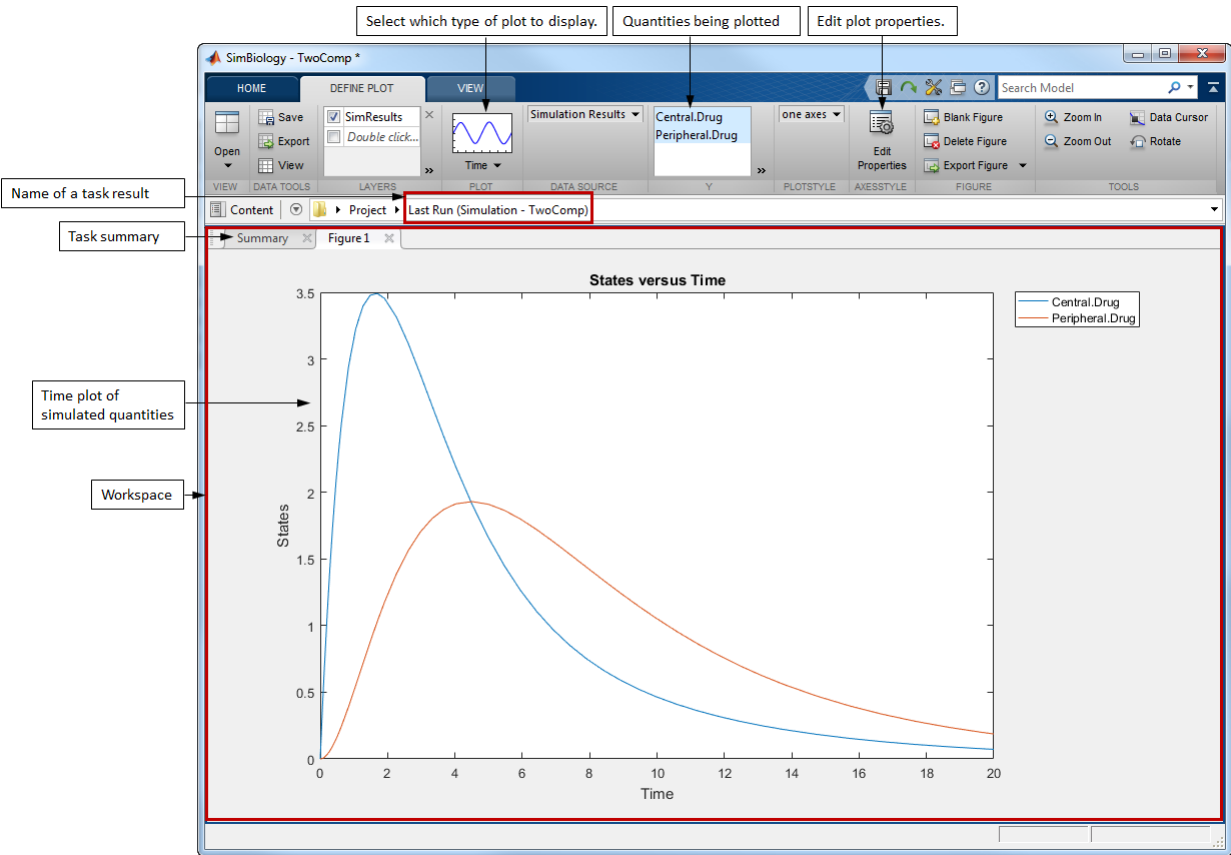 Select which type of plot to display.
Quantities being plotted
Edit plot properties.
SimBiology - TwoComp *
HOME
DEFINE PLOT
VIEW
Search Model
Open
Save
Export
View
SimResults
Double click...
Time
Simulation Results
Central.Drug
Peripheral.Drug
one axes
Edit
Properties
Blank Figure
Delete Figure
Export Figure
Zoom In
Zoom Out
Data Cursor
Rotate
VIEW
DATA TOOLS
LAYERS
PLOT
DATA SOURCE
Y
PLOTSTYLE
AXESSTYLE
FIGURE
TOOLS
Name of a task result
Content
Project
Last Run (Simulation - TwoComp)
Task summary
Summary
Figure 1
States versus Time
Central.Drug
Peripheral.Drug
Time plot of
simulated quantities
Workspace
States
3.5
3
2.5
2
1.5
1
0.5
0
0 2 4 6 8 10 12 14 16 18 20
Time